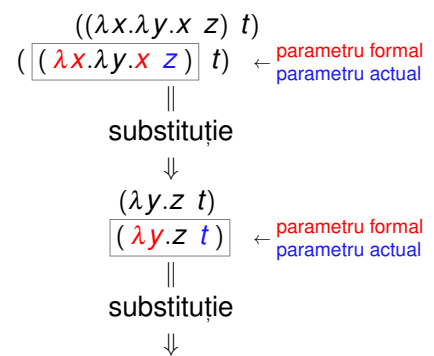 ((λx.λy.x z) t)
( ( λx.λy.x z ) t) ← parametru formal
parametru actual
||
substituție
⇓
(λy.z t)
( λy.z t ) ← parametru formal
parametru actual
||
substituție
⇓